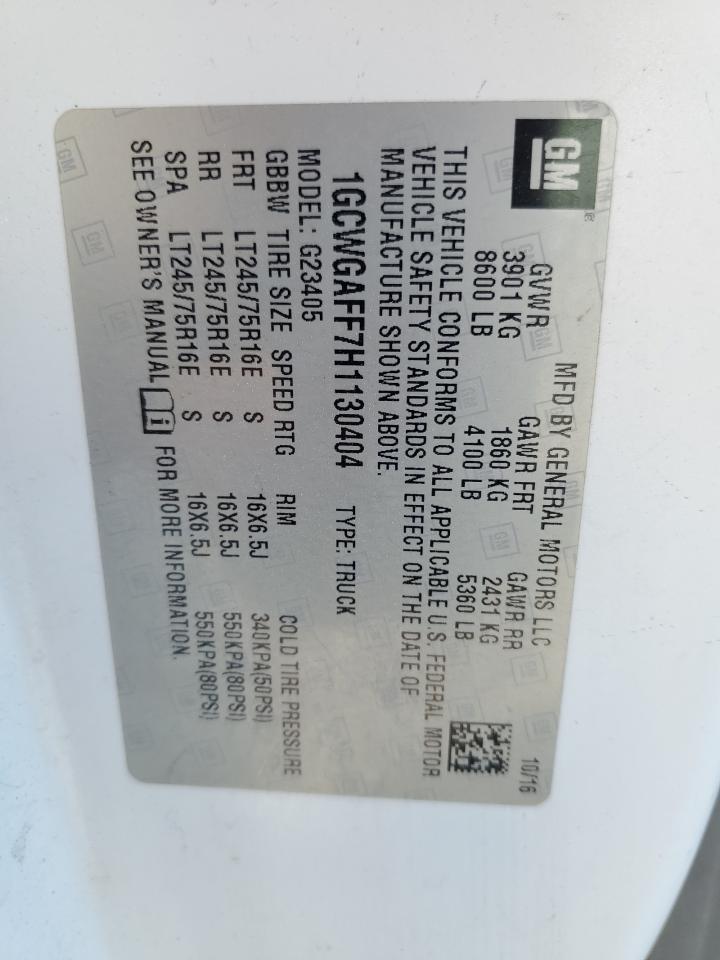 GM
MFD BY GENERAL MOTORS LLC 10/16
GVWR GAWR FRT GAWR RR
3901 KG 1860 KG 2431 KG
8600 LB 4100 LB 5360 LB
THIS VEHICLE CONFORMS TO ALL APPLICABLE U.S. FEDERAL MOTOR
VEHICLE SAFETY STANDARDS IN EFFECT ON THE DATE OF
MANUFACTURE SHOWN ABOVE.
1GCWGAFF7H1130404 TYPE: TRUCK
MODEL: G23405
GBBW TIRE SIZE SPEED RTG RIM COLD TIRE PRESSURE
FRT LT245/75R16E S 16X6.5J 340KPA(50PSI)
RR LT245/75R16E S 16X6.5J 550KPA(80PSI)
SPA LT245/75R16E S 16X6.5J 550KPA(80PSI)
SEE OWNER'S MANUAL i FOR MORE INFORMATION.